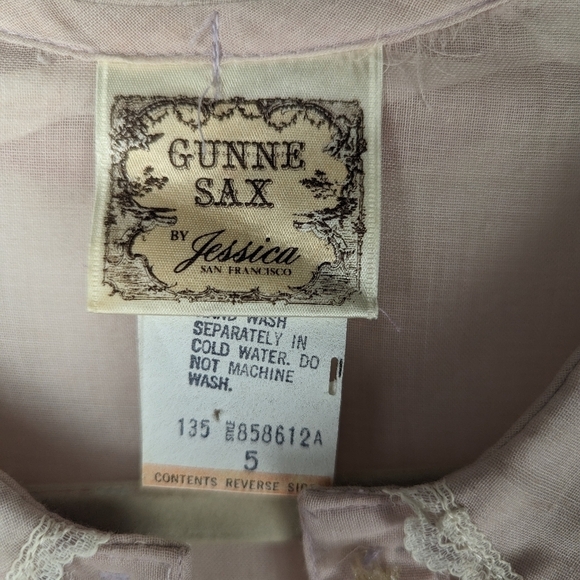 GUNNE
SAX
BY Jessica
SAN FRANCISCO
WASH
SEPARATELY IN
COLD WATER. DO
NOT MACHINE
WASH.
135 STYLE 858612A
5
CONTENTS REVERSE